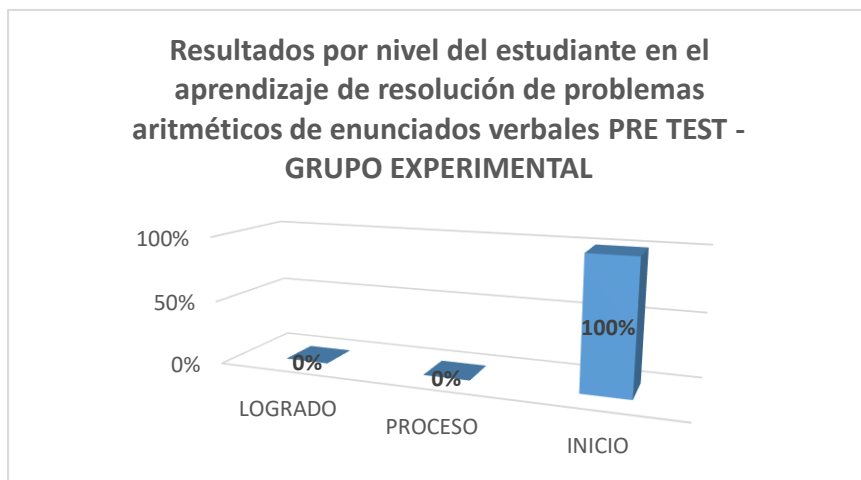 Resultados por nivel del estudiante en el
aprendizaje de resolución de problemas
aritméticos de enunciados verbales PRE TEST -
GRUPO EXPERIMENTAL
100%
50%
0%
0%
0%
100%
LOGRADO
PROCESO
INICIO